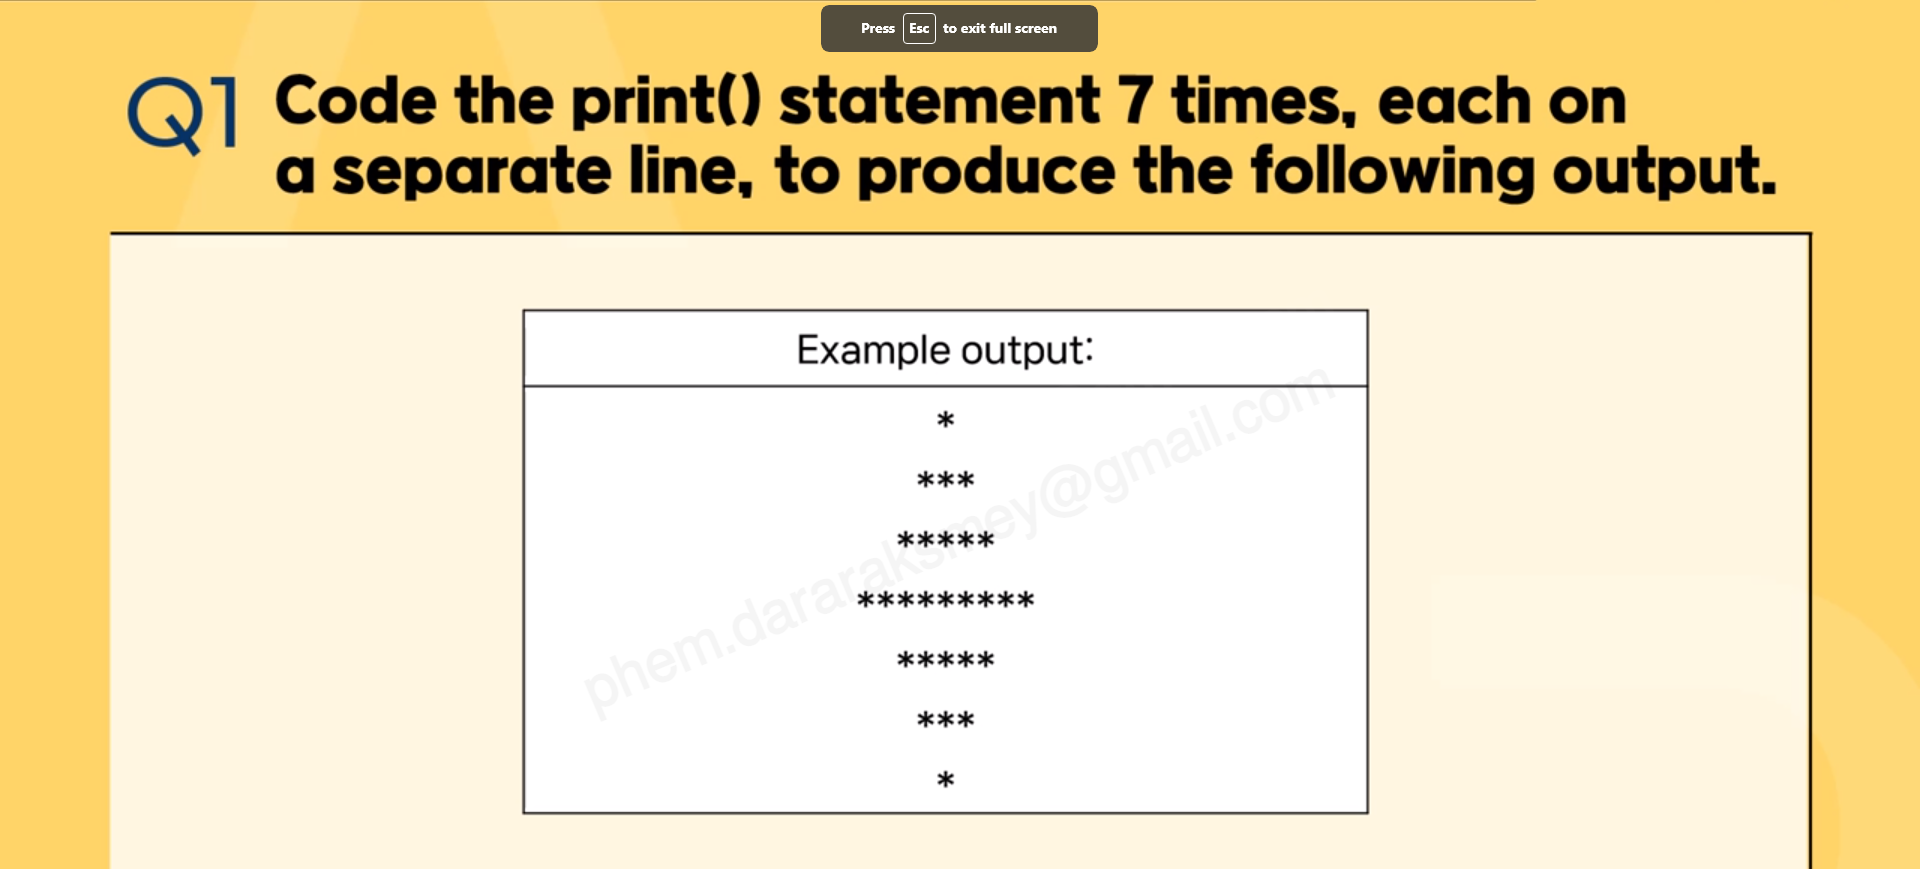 Press Esc to exit full screen
Q1 Code the print() statement 7 times, each on
a separate line, to produce the following output.
Example output:
*
***
*****
*********
*****
***
*
phem.dararaksmey@gmail.com